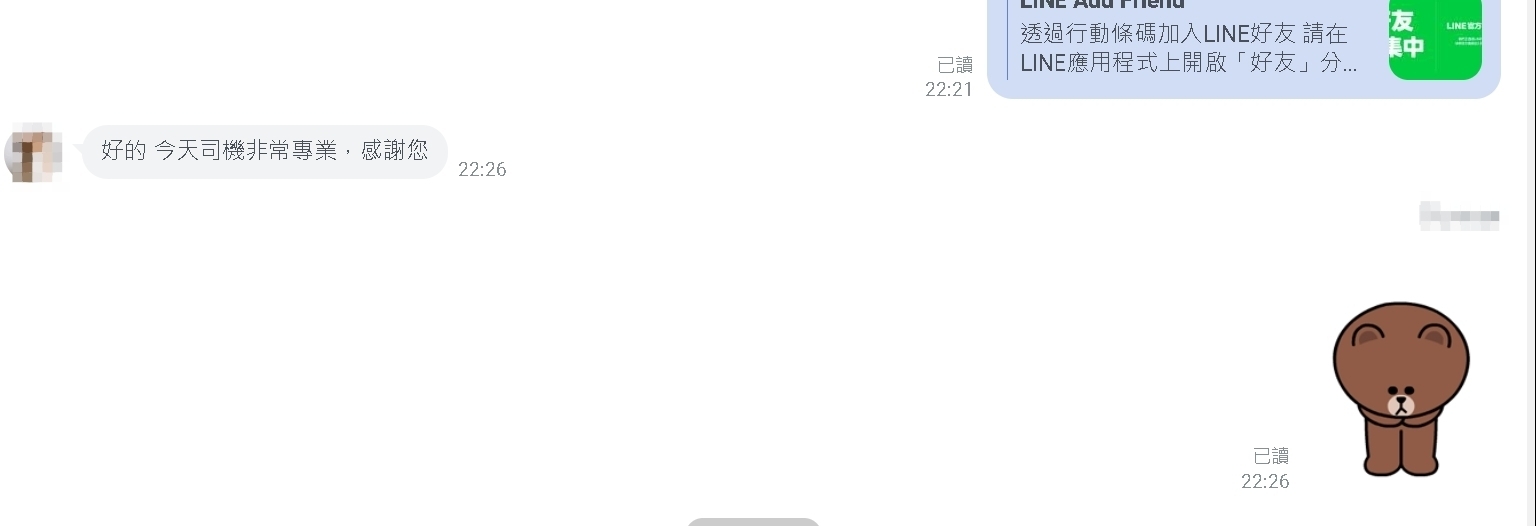 LINE Add Friend
透過行動條碼加入LINE好友 請在
LINE應用程式上開啟「好友」分...
友
集中
LINE官方
已讀
22:21
好的 今天司機非常專業，感謝您
22:26
已讀
22:26